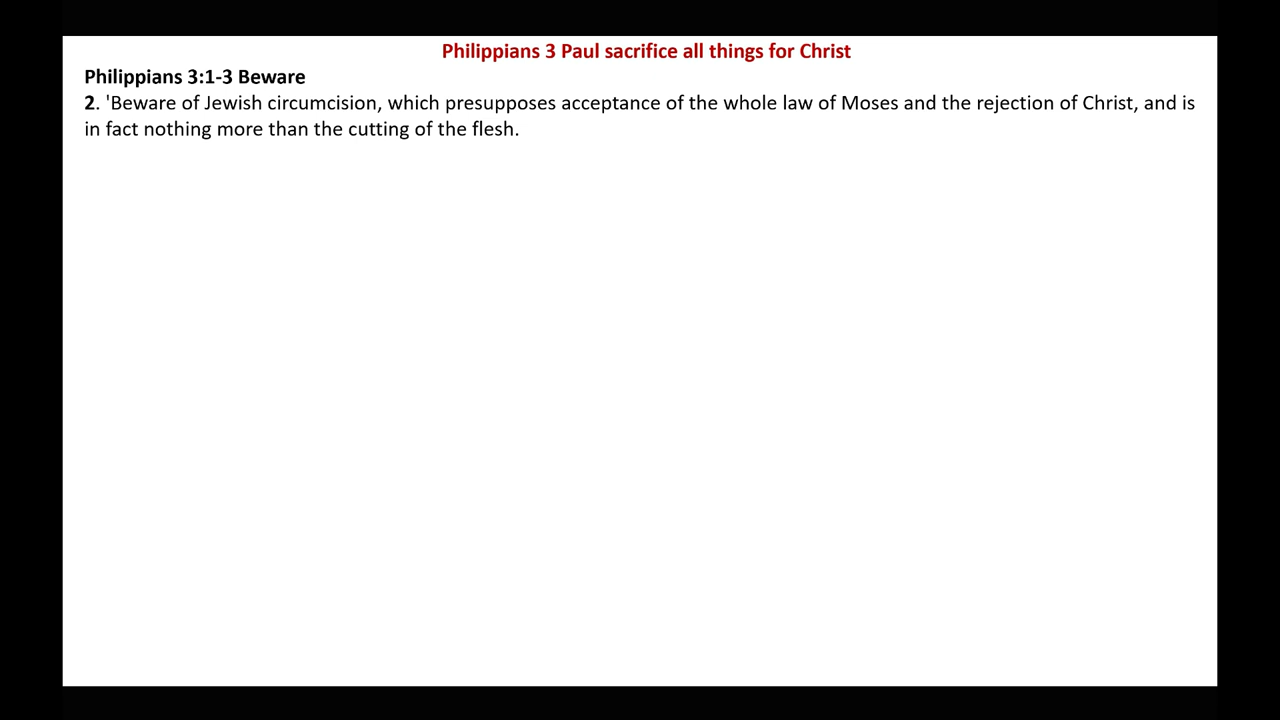 Philippians 3 Paul sacrifice all things for Christ
Philippians 3:1-3 Beware
2. 'Beware of Jewish circumcision, which presupposes acceptance of the whole law of Moses and the rejection of Christ, and is
in fact nothing more than the cutting of the flesh.